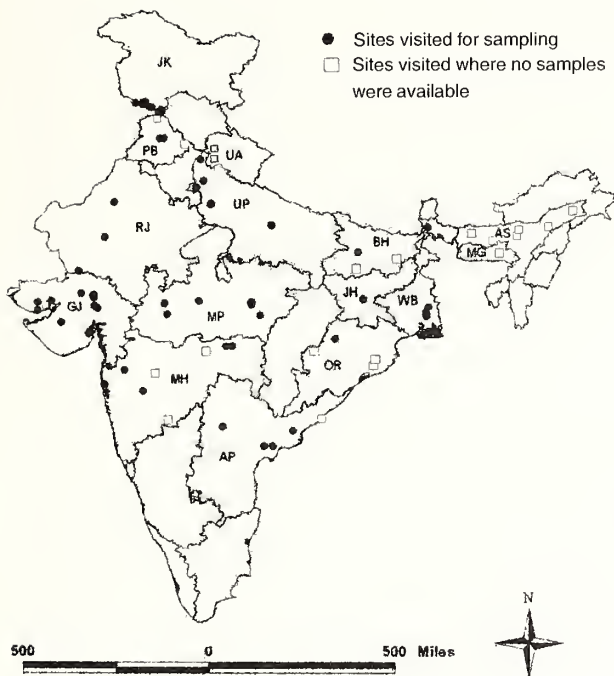 JK
● Sites visited for sampling
□ Sites visited where no samples
were available
PB
UA
RJ
UP
BH
AS
MG
GJ
MP
JH
WB
MH
OR
AP
N
500 0 500 Miles